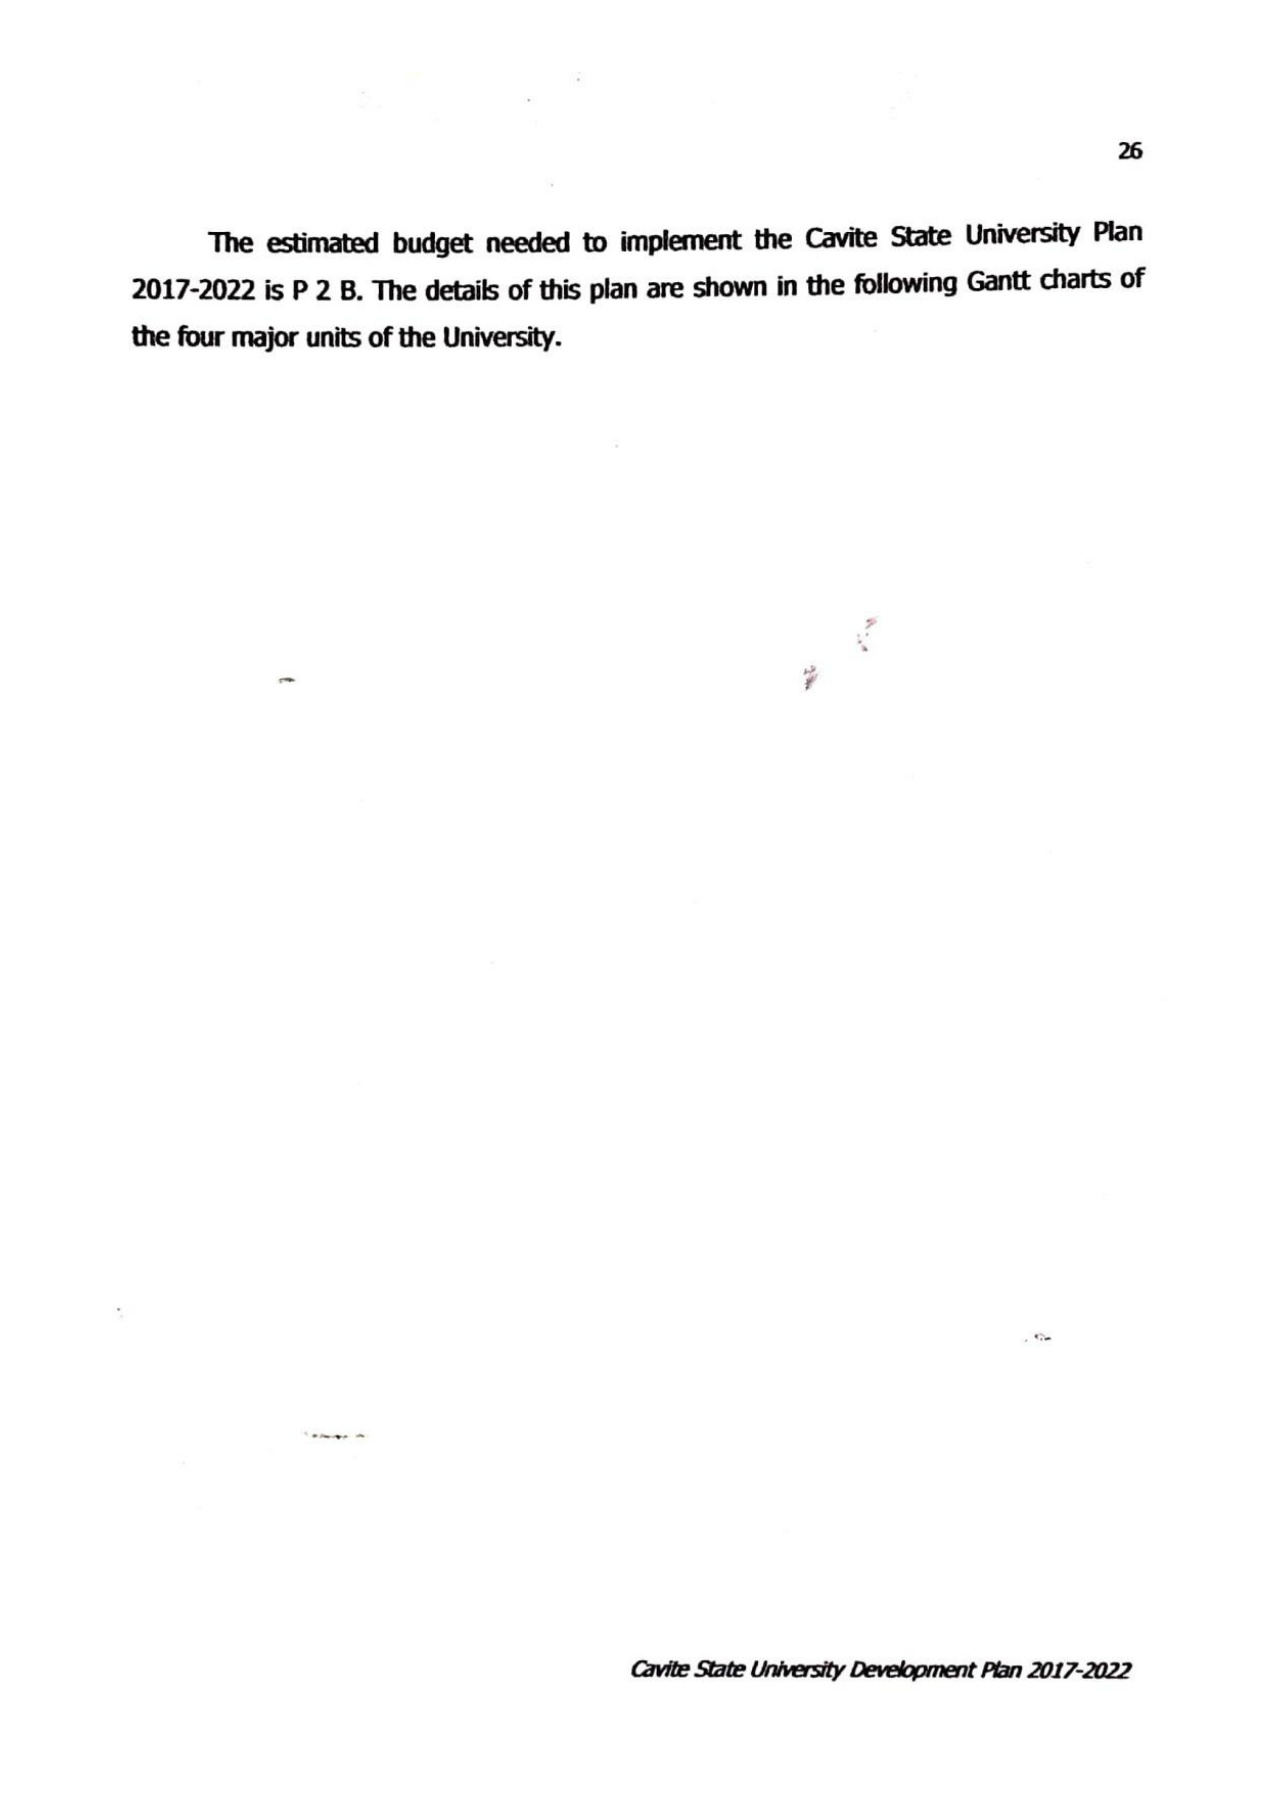 26
The estimated budget needed to implement the Cavite State University Plan
2017-2022 is P 2 B. The details of this plan are shown in the following Gantt charts of
the four major units of the University.
Cavite State University Development Plan 2017-2022